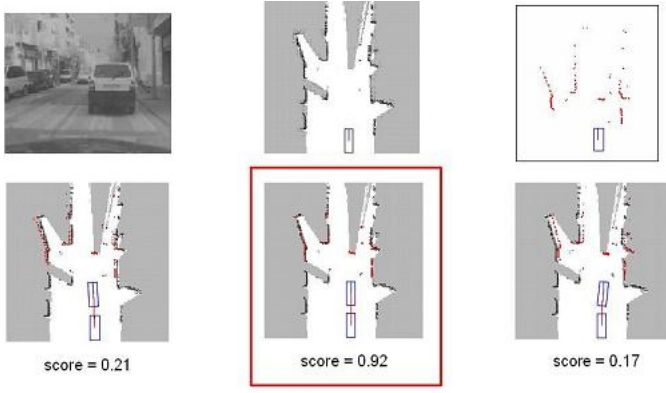 score = 0.21
score = 0.92
score = 0.17